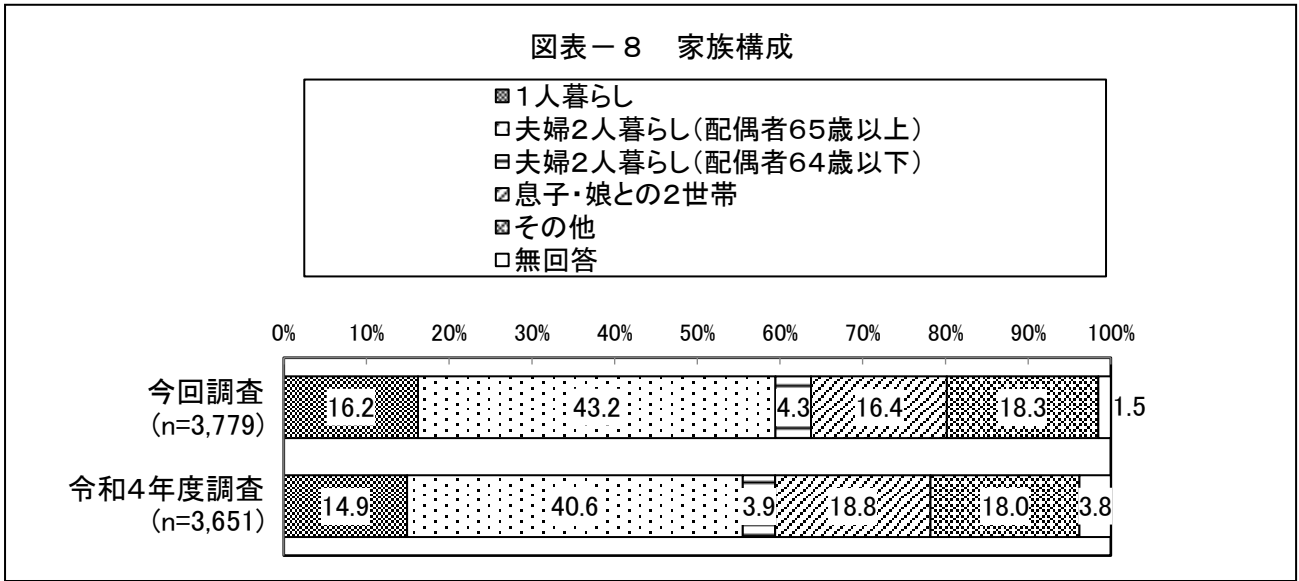 図表－８　家族構成
１人暮らし
夫婦２人暮らし（配偶者６５歳以上）
夫婦２人暮らし（配偶者６４歳以下）
息子・娘との２世帯
その他
無回答
0% 10% 20% 30% 40% 50% 60% 70% 80% 90% 100%
今回調査
(n=3,779)
16.2 43.2 4.3 16.4 18.3 1.5
令和４年度調査
(n=3,651)
14.9 40.6 3.9 18.8 18.0 3.8